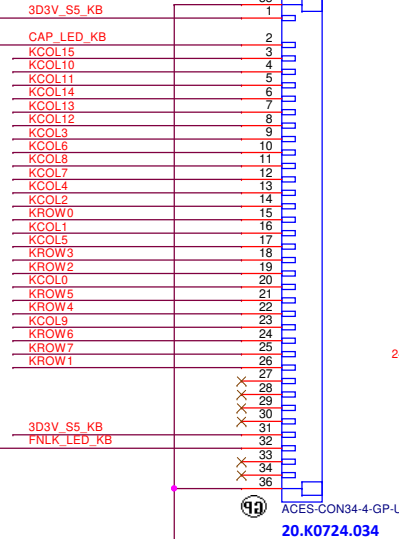 3D3V_S5_KB 1
CAP_LED_KB 2
KCOL15 3
KCOL10 4
KCOL11 5
KCOL14 6
KCOL13 7
KCOL12 8
KCOL3 9
KCOL6 10
KCOL8 11
KCOL7 12
KCOL4 13
KCOL2 14
KROW0 15
KCOL1 16
KCOL5 17
KROW3 18
KROW2 19
KCOL0 20
KROW5 21
KROW4 22
KCOL9 23
KROW6 24
KROW7 25
KROW1 26
27
28
29
30
3D3V_S5_KB 31
FNLK_LED_KB 32
33
34
36
2
ACES-CON34-4-GP-U
20.K0724.034